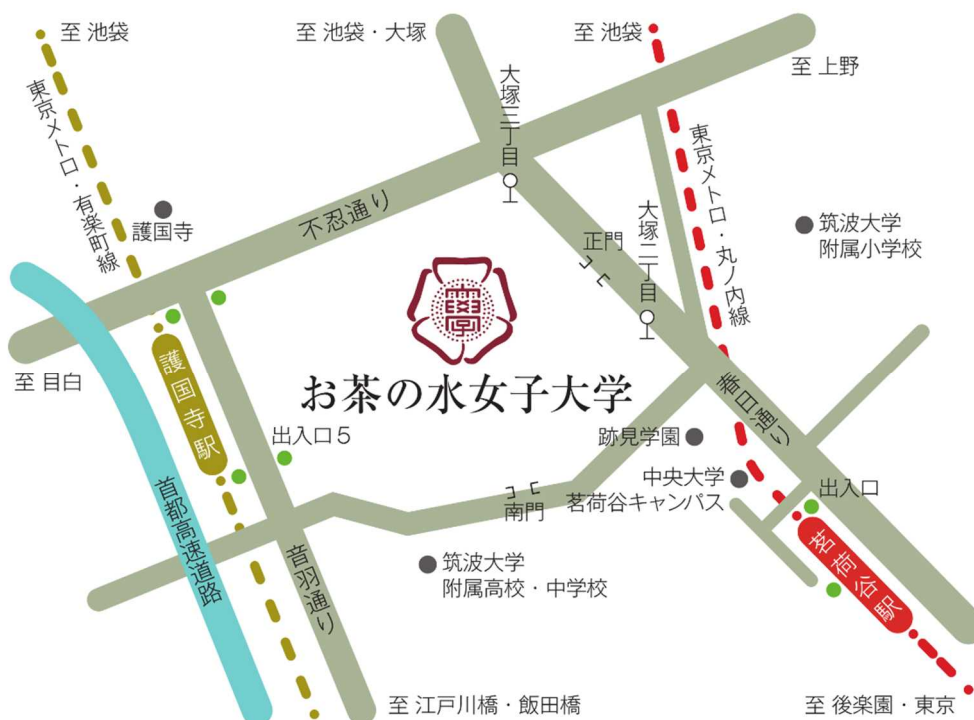 至 池袋
至 池袋・大塚
至 池袋
至 上野
大塚三丁目
東京メトロ・有楽町線
東京メトロ・丸ノ内線
護国寺
不忍通り
正門
大塚二丁目
筑波大学
附属小学校
至 目白
護国寺駅
お茶の水女子大学
春日通り
出入口5
跡見学園
中央大学
茗荷谷キャンパス
出入口
首都高速道路
南門
音羽通り
筑波大学
附属高校・中学校
茗荷谷駅
至 江戸川橋・飯田橋
至 後楽園・東京